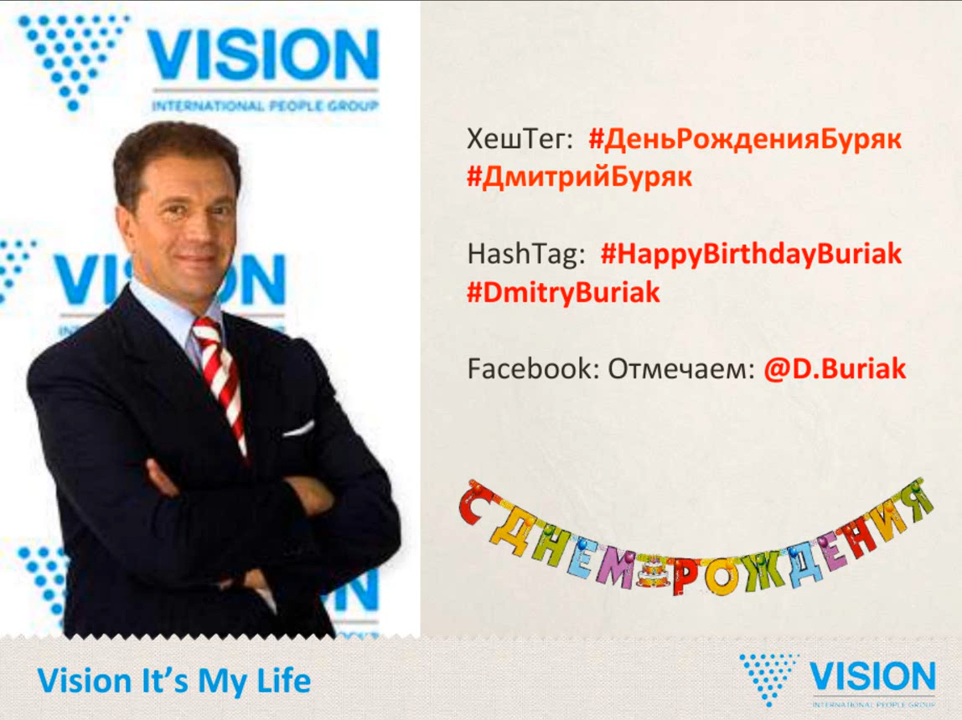 VISION
INTERNATIONAL PEOPLE GROUP
VISION
ХешТег: #ДеньРожденияБуряк
#ДмитрийБуряк
HashTag: #HappyBirthdayBuriak
#DmitryBuriak
Facebook: Отмечаем: @D.Buriak
С ДНЕМ РОЖДЕНИЯ
Vision It’s My Life
VISION
INTERNATIONAL PEOPLE GROUP